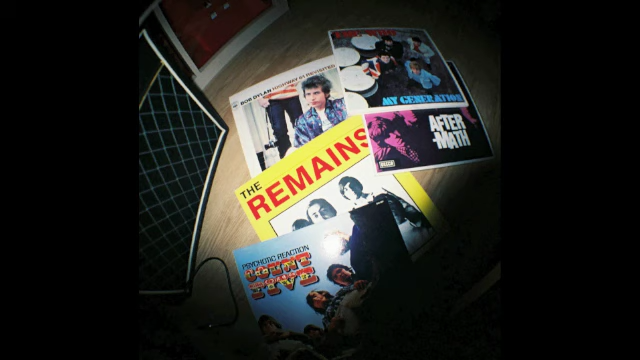 BOB DYLAN HIGHWAY 61 REVISITED
MY GENERATION
AFTER
-MATH
DECCA
THE
REMAINS
PSYCHOTIC REACTION
COUNT
FIVE